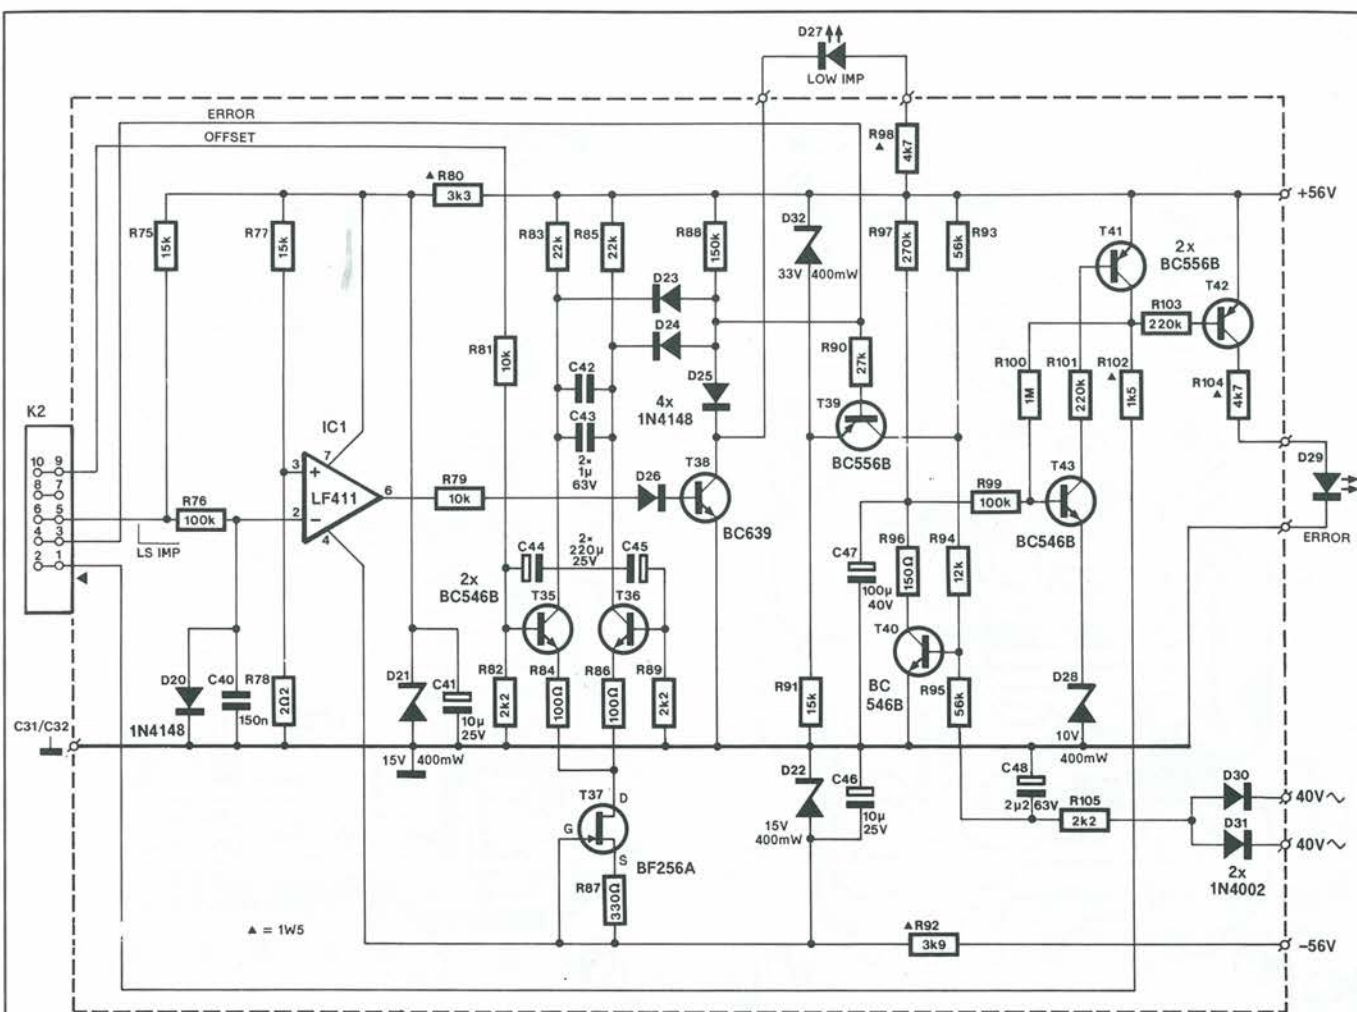 D27
LOW IMP
ERROR
OFFSET
R98
▲
4k7
▲ R80
3k3
+56V
R75
15k
R77
15k
R83
22k
R85
22k
R88
150k
D32
33V 400mW
R97
270k
R93
56k
T41
2x
BC556B
T42
D23
D24
R103
220k
R81
10k
R90
27k
C42
C43
2×
1µ
63V
D25
4x
1N4148
T39
BC556B
R100
1M
R101
220k
R102
▲
1k5
R104
▲
4k7
K2
10 9
8 7
6 5
4 3
2 1
◀
IC1
7
3
+
LF411
6
2
−
4
R76
100k
LS IMP
R79
10k
D26
T38
BC639
R99
100k
T43
BC546B
D29
ERROR
C44
2×
220µ
25V
C45
2x
BC546B
T35
T36
C47
100µ
40V
R96
150Ω
R94
12k
T40
BC
546B
D20
1N4148
C40
150n
R78
2Ω2
D21
15V 400mW
C41
10µ
25V
R82
2k2
R84
100Ω
R86
100Ω
R89
2k2
R91
15k
R95
56k
D28
10V
400mW
C31/C32
T37
D
G
S
BF256A
R87
330Ω
D22
15V
400mW
C46
10µ
25V
C48
2µ2 63V
R105
2k2
D30
40V∼
D31
40V∼
2x
1N4002
▲ = 1W5
▲ R92
3k9
−56V